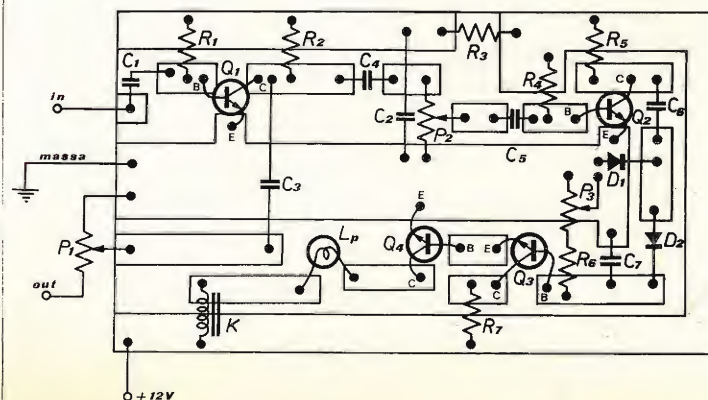 R1
R2
R3
R5
C1
Q1
C4
R4
C
B
C
C6
in
B
Q2
E
C2
P2
C5
E
massa
D1
C3
P3
E
P1
Lp
Q4
B
E
D2
R6
C7
out
C
C
Q3
B
K
R7
+12V